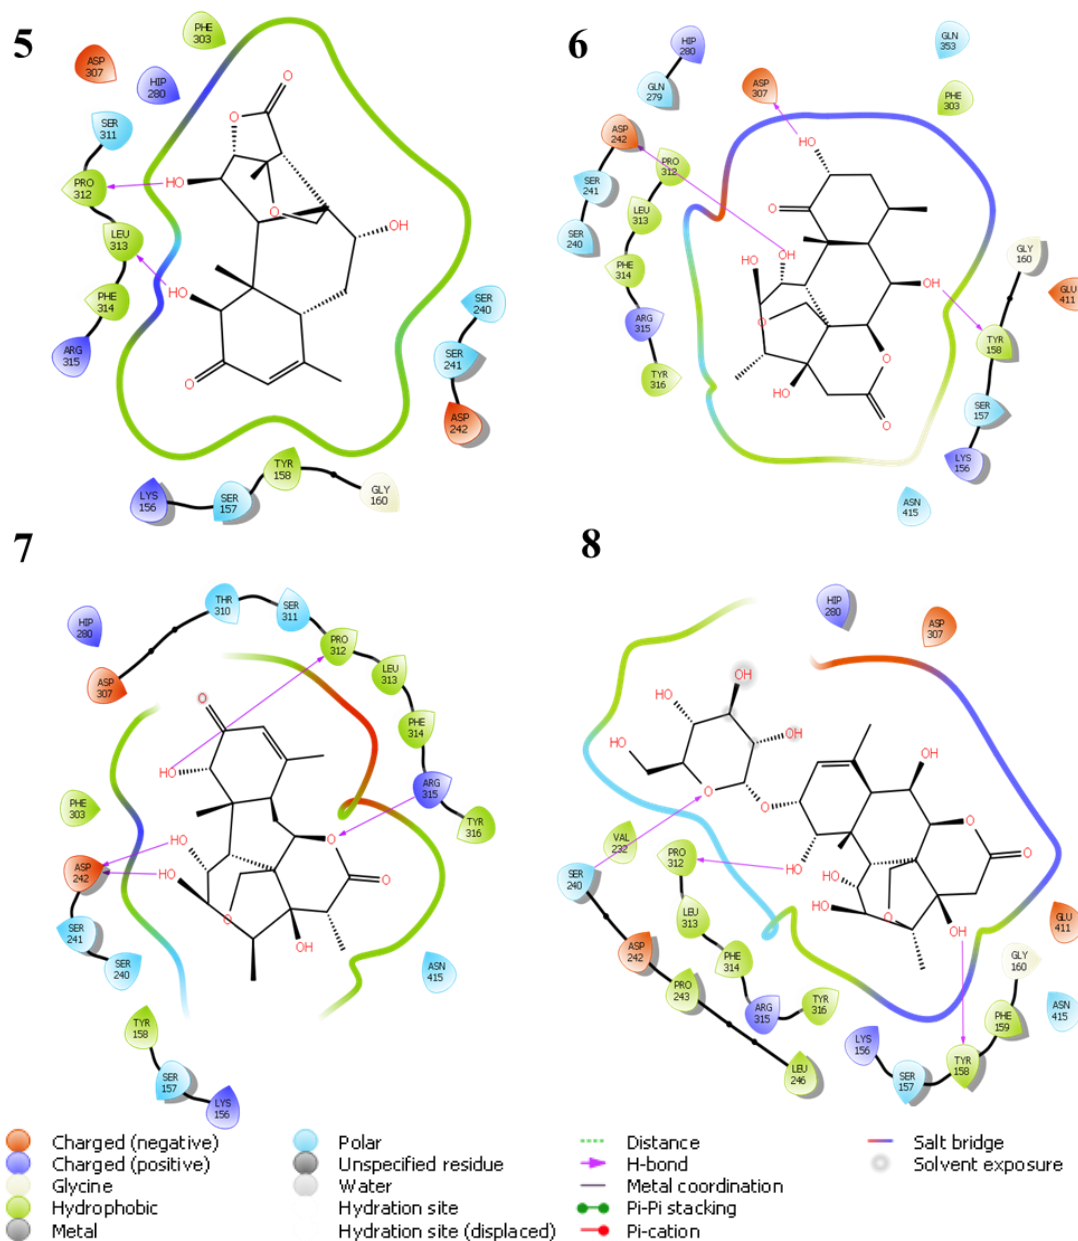 5
PHE
303
ASP
307
HIP
280
SER
311
PRO
312
LEU
313
PHE
314
ARG
315
O
O
HO
O
OH
HO
O
SER
240
SER
241
ASP
242
TYR
158
LYS
156
SER
157
GLY
160
6
HIP
280
GLN
279
ASP
307
GLN
353
PHE
303
ASP
242
SER
241
SER
240
PRO
312
LEU
313
PHE
314
ARG
315
TYR
316
HO
O
HO
OH
OH
O
O
HO
O
GLY
160
GLU
411
TYR
158
SER
157
LYS
156
ASN
415
7
HIP
280
ASP
307
THR
310
SER
311
PRO
312
LEU
313
PHE
314
ARG
315
TYR
316
PHE
303
ASP
242
SER
241
SER
240
TYR
158
SER
157
LYS
156
ASN
415
O
HO
HO
HO
O
O
O
OH
8
HIP
280
ASP
307
OH
HO
OH
HO
O
O
OH
O
O
HO
HO
HO
O
OH
VAL
232
SER
240
PRO
312
LEU
313
PHE
314
ARG
315
TYR
316
ASP
242
PRO
243
LEU
246
GLU
411
GLY
160
ASN
415
PHE
159
TYR
158
SER
157
LYS
156
Charged (negative)
Charged (positive)
Glycine
Hydrophobic
Metal
Polar
Unspecified residue
Water
Hydration site
Hydration site (displaced)
Distance
H-bond
Metal coordination
Pi-Pi stacking
Pi-cation
Salt bridge
Solvent exposure